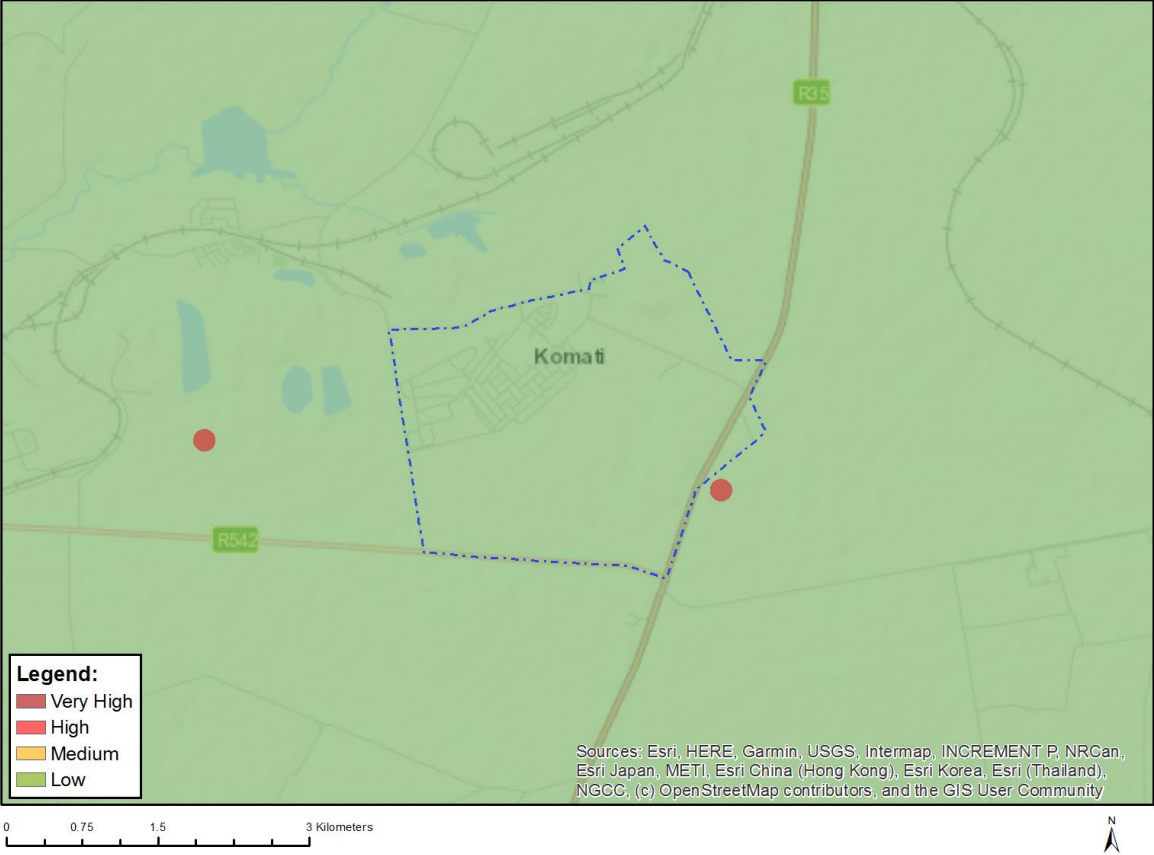 R35
Komati
R542
Legend:
Very High
High
Medium
Low
Sources: Esri, HERE, Garmin, USGS, Intermap, INCREMENT P, NRCan,
Esri Japan, METI, Esri China (Hong Kong), Esri Korea, Esri (Thailand),
NGCC, (c) OpenStreetMap contributors, and the GIS User Community
0 0.75 1.5 3 Kilometers
N